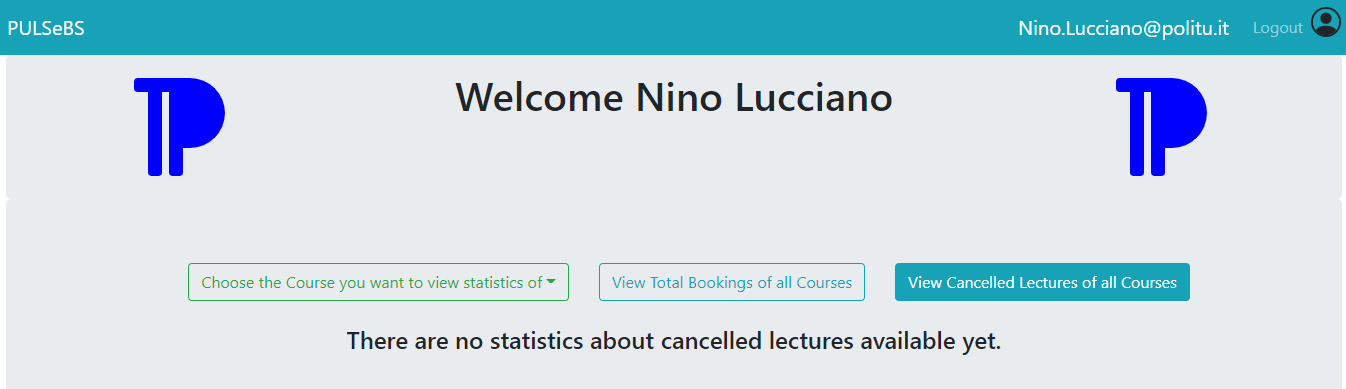 PULSeBS
Nino.Lucciano@politu.it
Logout
Welcome Nino Lucciano
Choose the Course you want to view statistics of
View Total Bookings of all Courses
View Cancelled Lectures of all Courses
There are no statistics about cancelled lectures available yet.